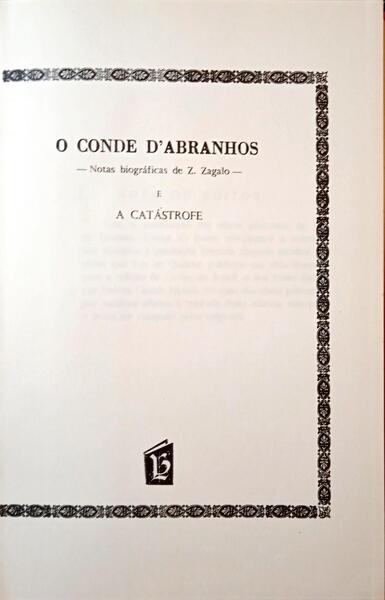 O CONDE D'ABRANHOS
— Notas biográficas de Z. Zagalo —
E
A CATÁSTROFE